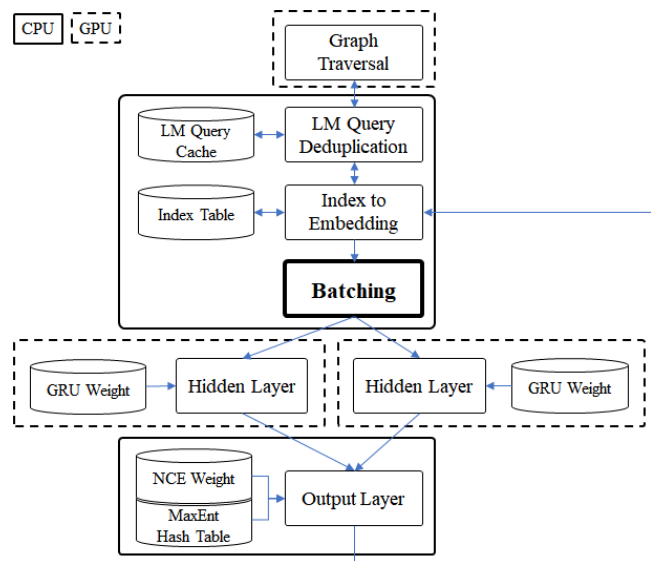 CPU
GPU
Graph
Traversal
LM Query
Cache
LM Query
Deduplication
Index Table
Index to
Embedding
Batching
GRU Weight
Hidden Layer
Hidden Layer
GRU Weight
NCE Weight
MaxEnt
Hash Table
Output Layer